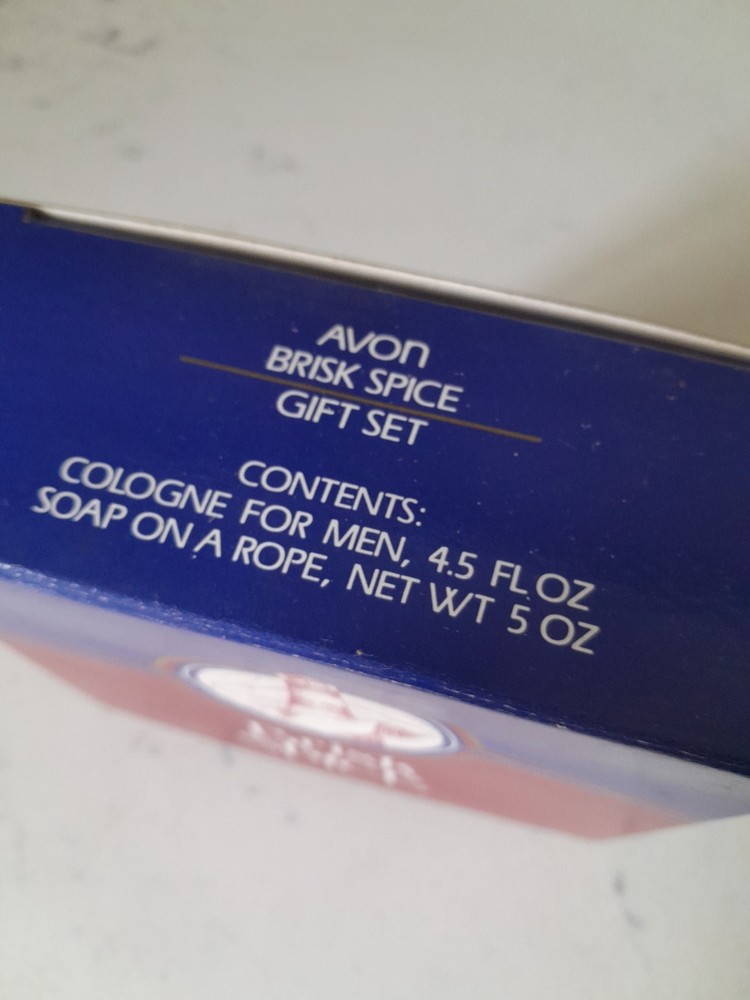 AVON
BRISK SPICE
GIFT SET
CONTENTS:
COLOGNE FOR MEN, 4.5 FL OZ
SOAP ON A ROPE, NET WT 5 OZ